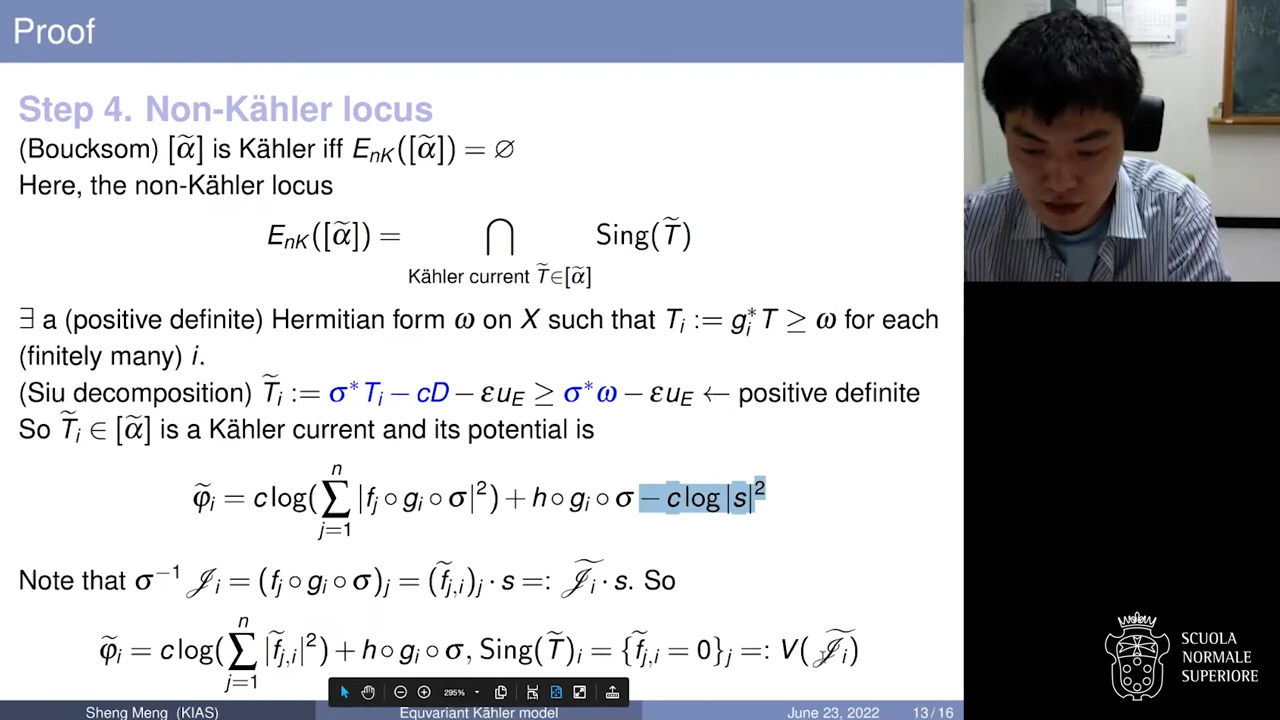 Proof
Step 4. Non-Kähler locus
(Boucksom) [α̃] is Kähler iff E_{nK}([α̃]) = ∅
Here, the non-Kähler locus
E_{nK}([α̃]) = ⋂_{Kähler current T̃∈[α̃]} Sing(T̃)
∃ a (positive definite) Hermitian form ω on X such that T_i := g_i^* T ≥ ω for each
(finitely many) i.
(Siu decomposition) T̃_i := σ^* T_i − cD − εu_E ≥ σ^* ω − εu_E ← positive definite
So T̃_i ∈ [α̃] is a Kähler current and its potential is
φ̃_i = c log(∑_{j=1}^{n} |f_j ∘ g_i ∘ σ|²) + h ∘ g_i ∘ σ − c log |s|²
Note that σ^{−1} 𝒥_i = (f_j ∘ g_i ∘ σ)_j = (f̃_{j,i})_j · s =: 𝒥̃_i · s. So
φ̃_i = c log(∑_{j=1}^{n} |f̃_{j,i}|²) + h ∘ g_i ∘ σ, Sing(T̃)_i = {f̃_{j,i} = 0}_j =: V(𝒥̃_i)
295%
Sheng Meng (KIAS) Equvariant Kähler model June 23, 2022 13 / 16
SCUOLA
NORMALE
SUPERIORE